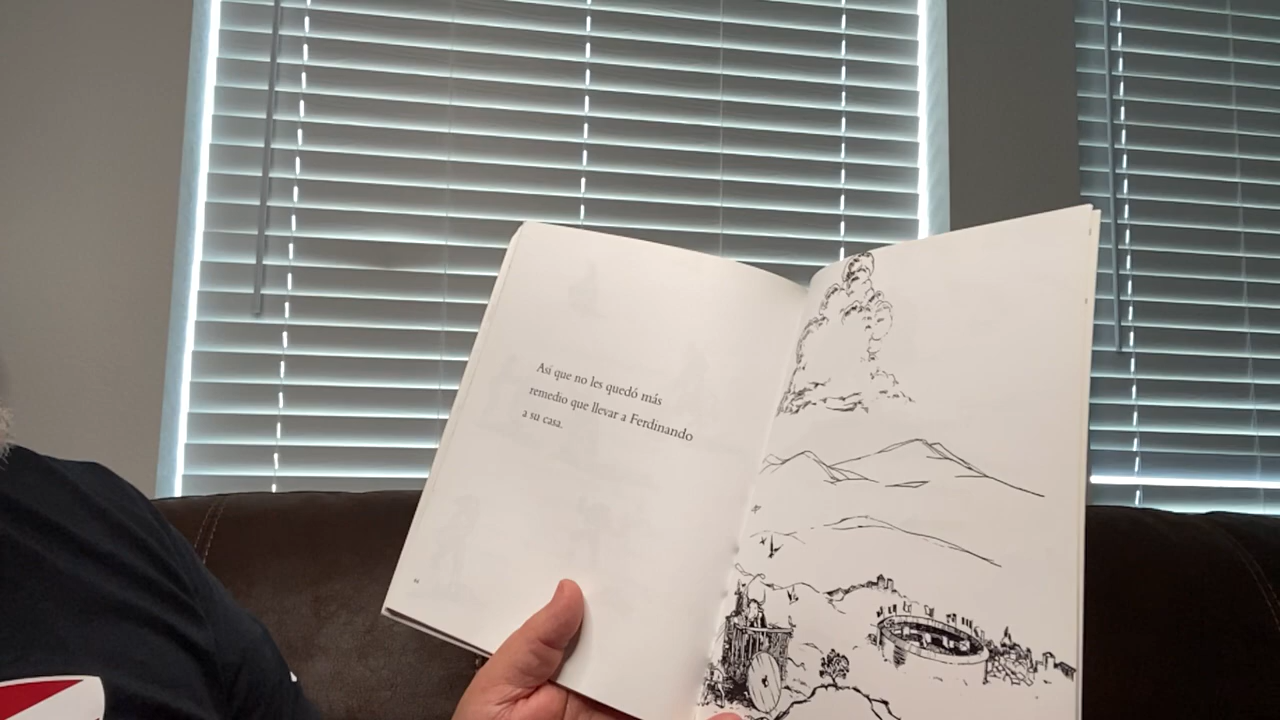 Así que no les quedó más
remedio que llevar a Ferdinando
a su casa.